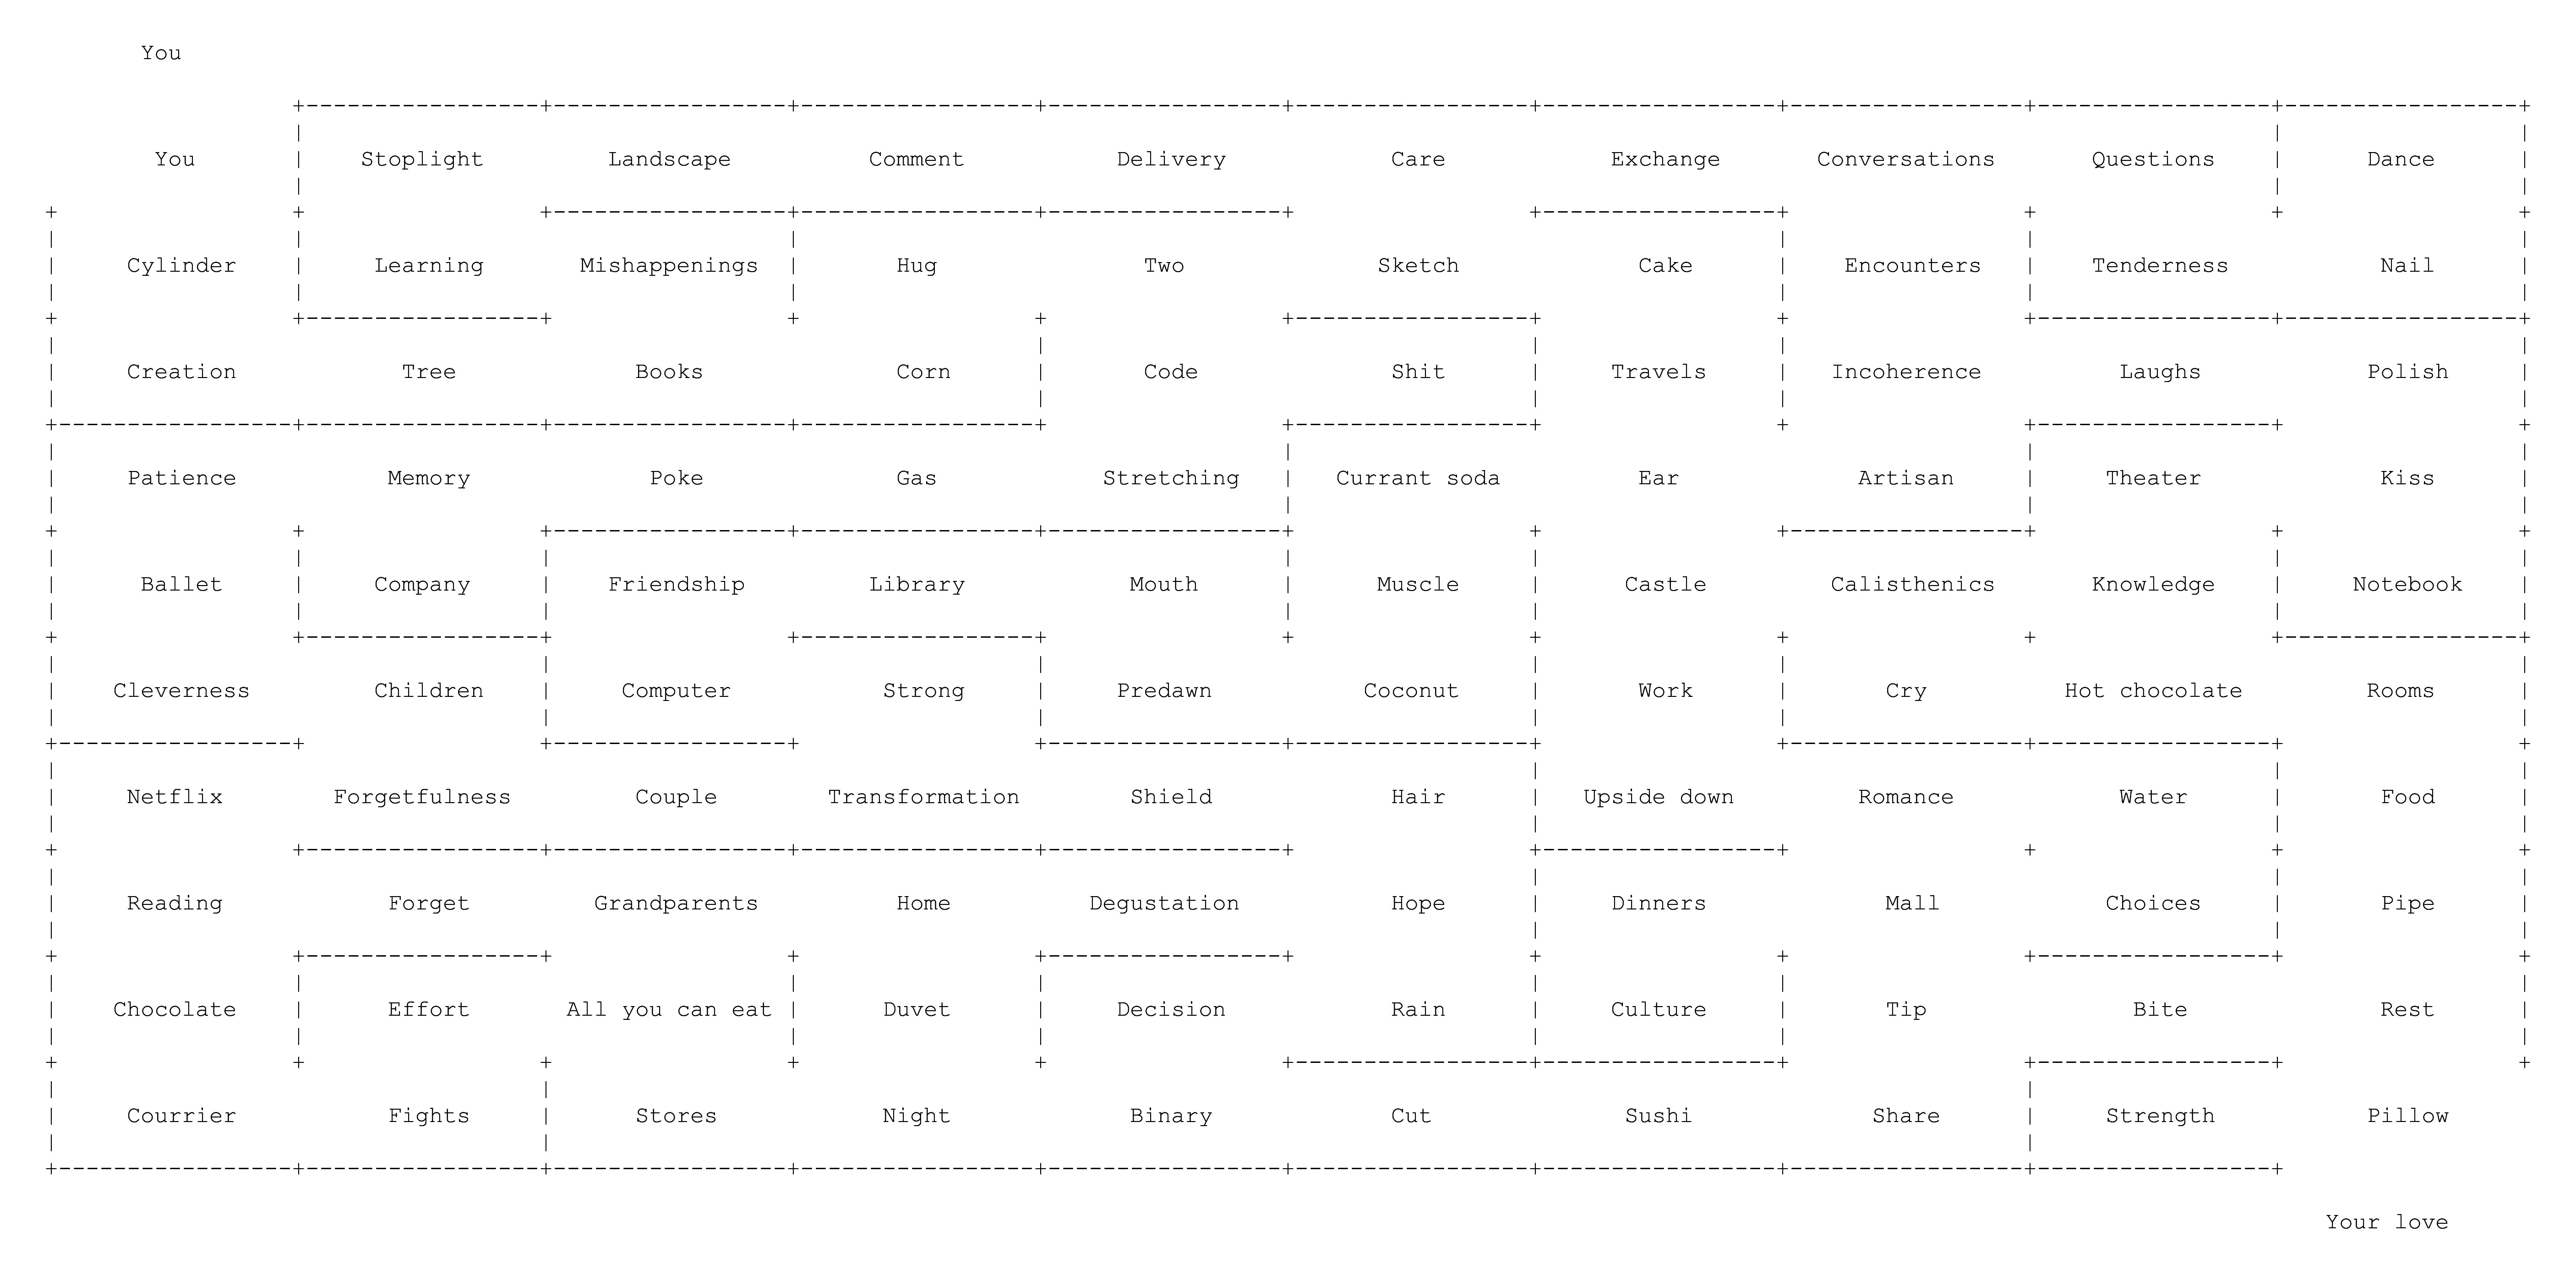 You
You Stoplight Landscape Comment Delivery Care Exchange Conversations Questions Dance
Cylinder Learning Mishappenings Hug Two Sketch Cake Encounters Tenderness Nail
Creation Tree Books Corn Code Shit Travels Incoherence Laughs Polish
Patience Memory Poke Gas Stretching Currant soda Ear Artisan Theater Kiss
Ballet Company Friendship Library Mouth Muscle Castle Calisthenics Knowledge Notebook
Cleverness Children Computer Strong Predawn Coconut Work Cry Hot chocolate Rooms
Netflix Forgetfulness Couple Transformation Shield Hair Upside down Romance Water Food
Reading Forget Grandparents Home Degustation Hope Dinners Mall Choices Pipe
Chocolate Effort All you can eat Duvet Decision Rain Culture Tip Bite Rest
Courrier Fights Stores Night Binary Cut Sushi Share Strength Pillow
Your love